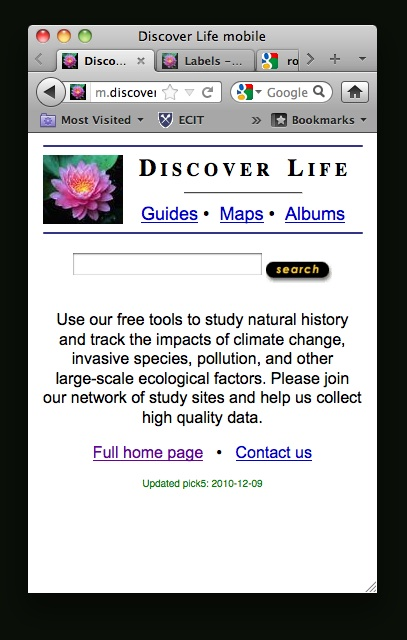 Discover Life mobile
Disco...
Labels -...
ro
m.discover
Google
Most Visited
ECIT
»
Bookmarks
DISCOVER LIFE
Guides • Maps • Albums
search
Use our free tools to study natural history
and track the impacts of climate change,
invasive species, pollution, and other
large-scale ecological factors. Please join
our network of study sites and help us collect
high quality data.
Full home page • Contact us
Updated pick5: 2010-12-09